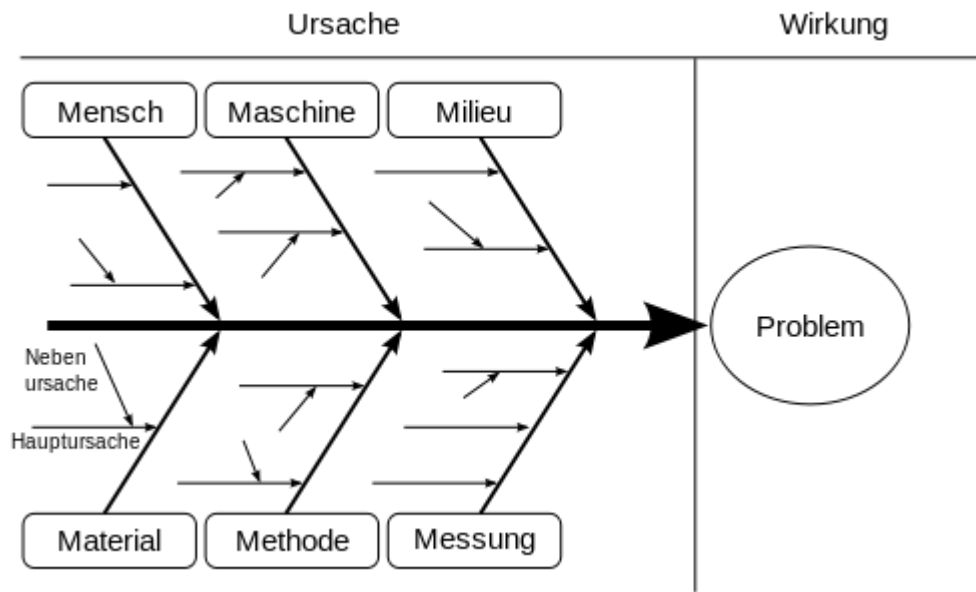 Ursache
Wirkung
Mensch
Maschine
Milieu
Problem
Neben
ursache
Hauptursache
Material
Methode
Messung